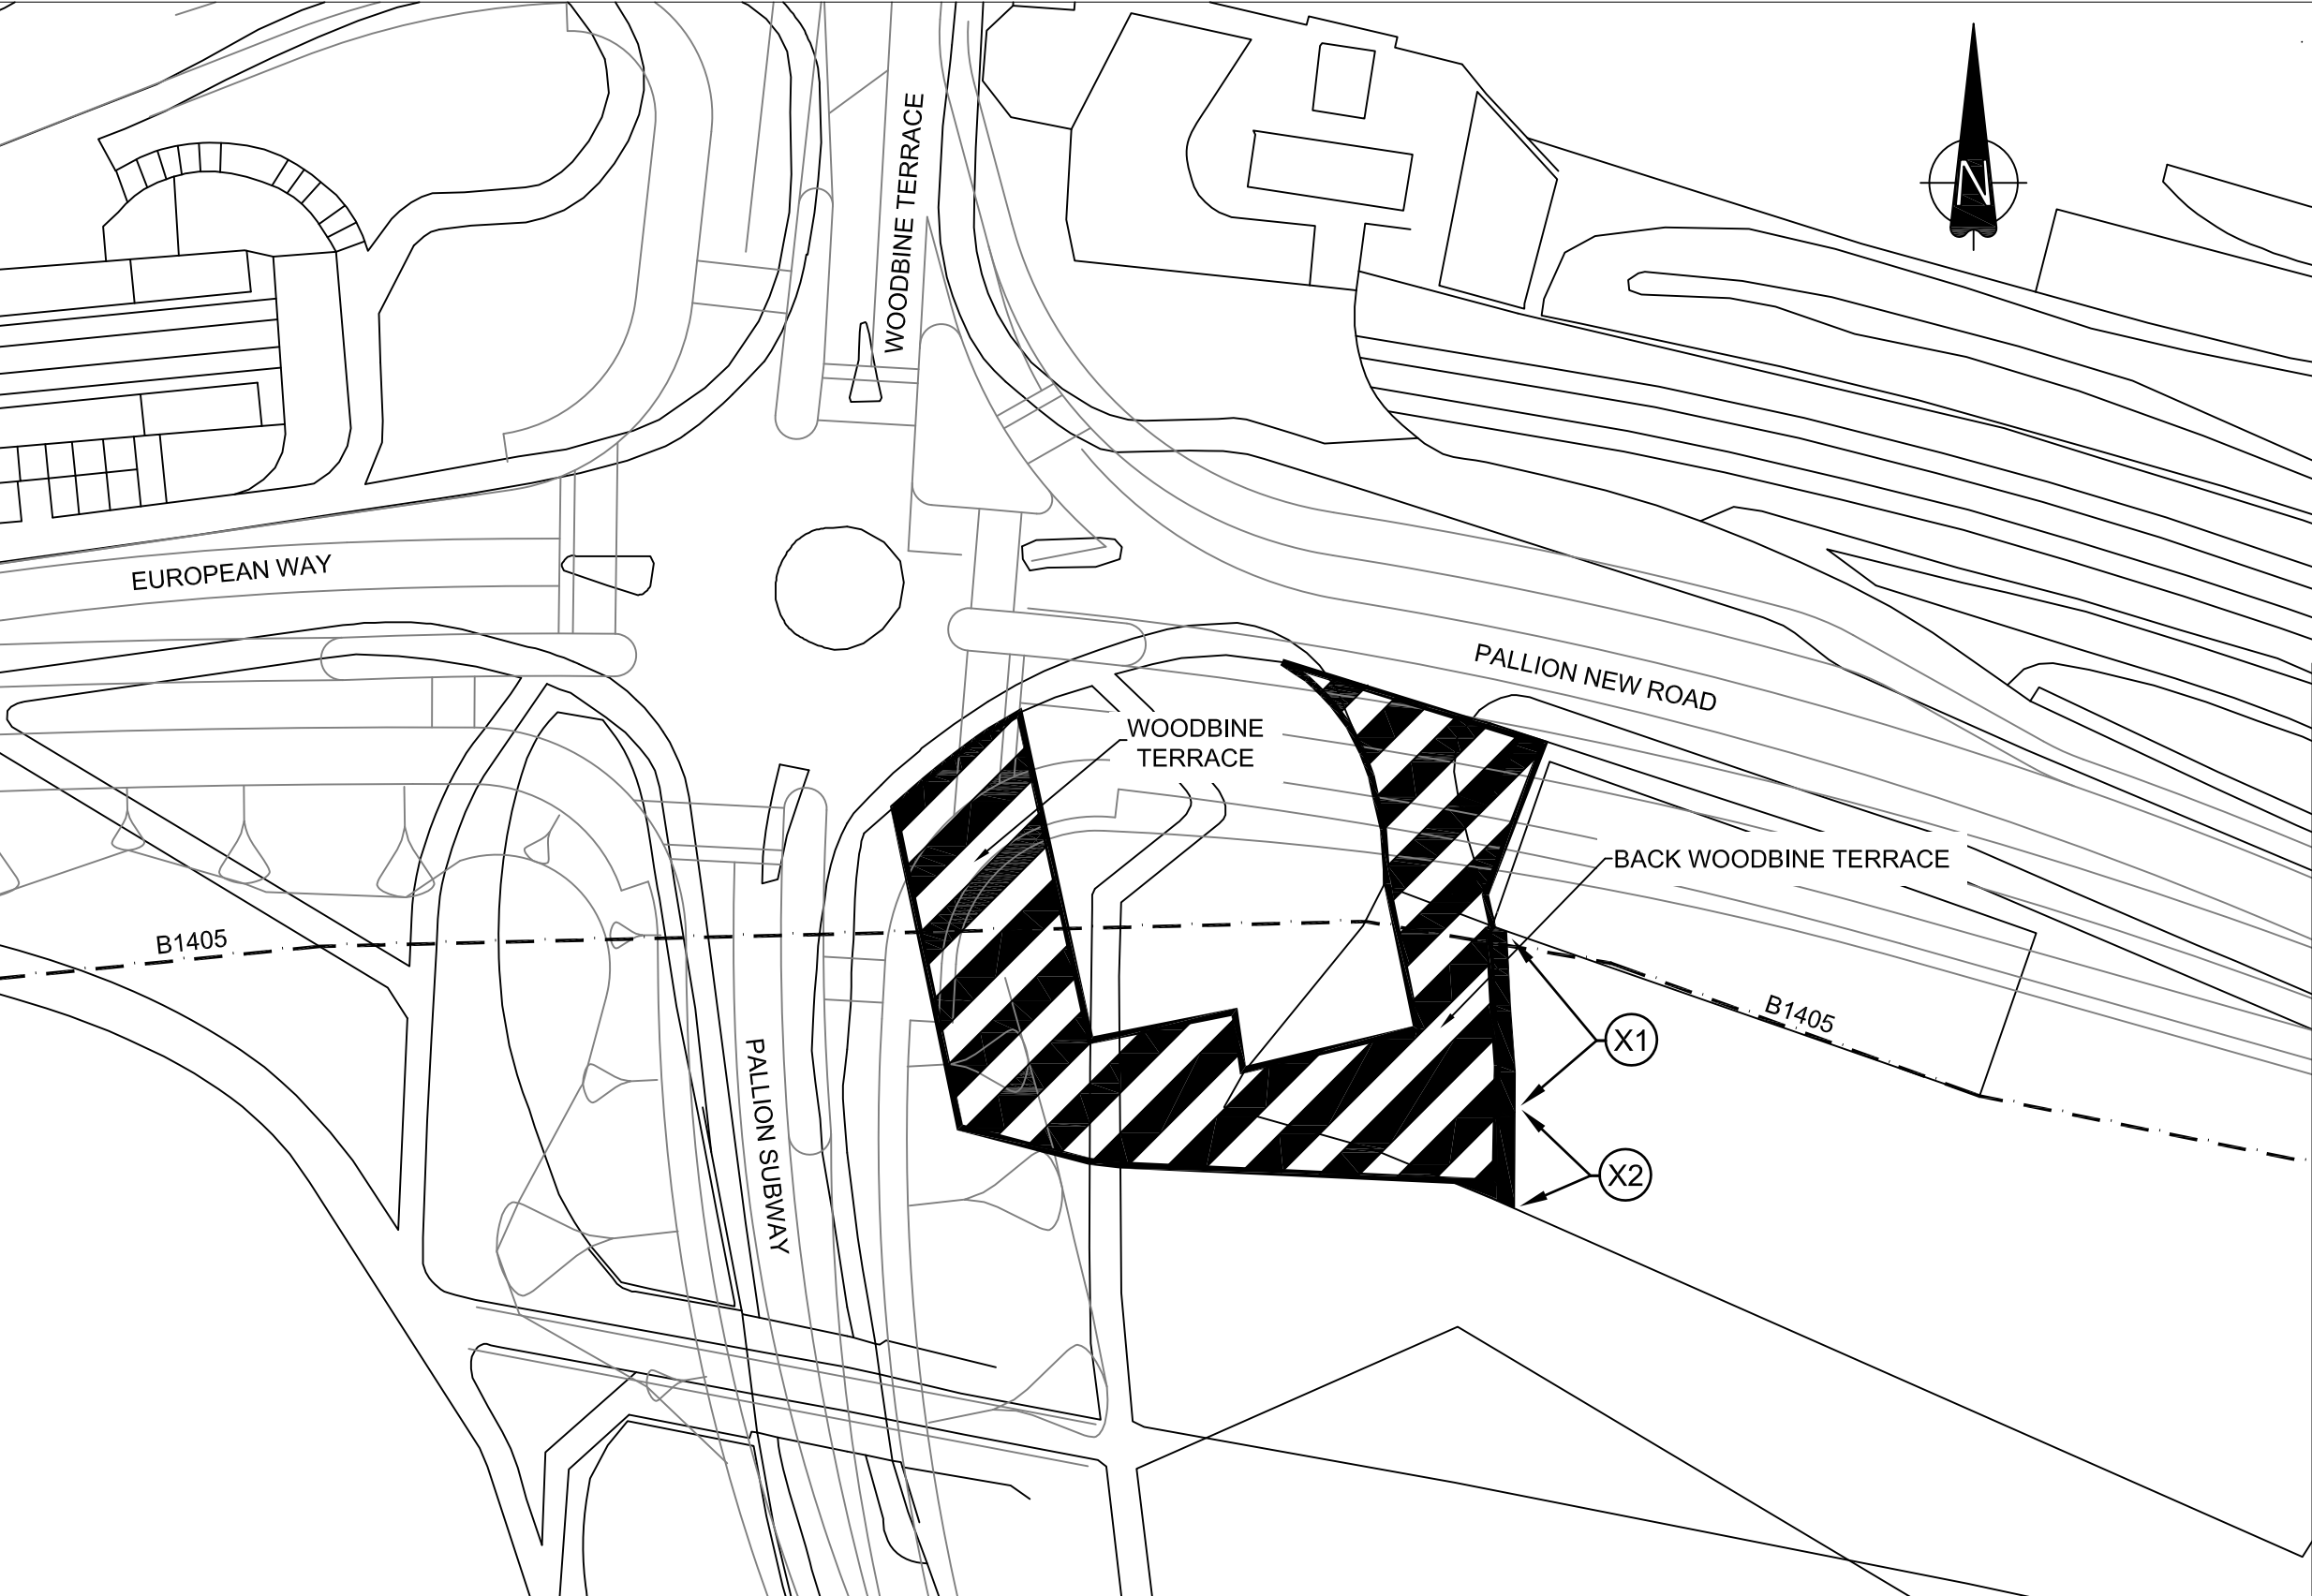 WOODBINE TERRACE
N
EUROPEAN WAY
PALLION NEW ROAD
WOODBINE
TERRACE
BACK WOODBINE TERRACE
B1405
B1405
X1
PALLION SUBWAY
X2